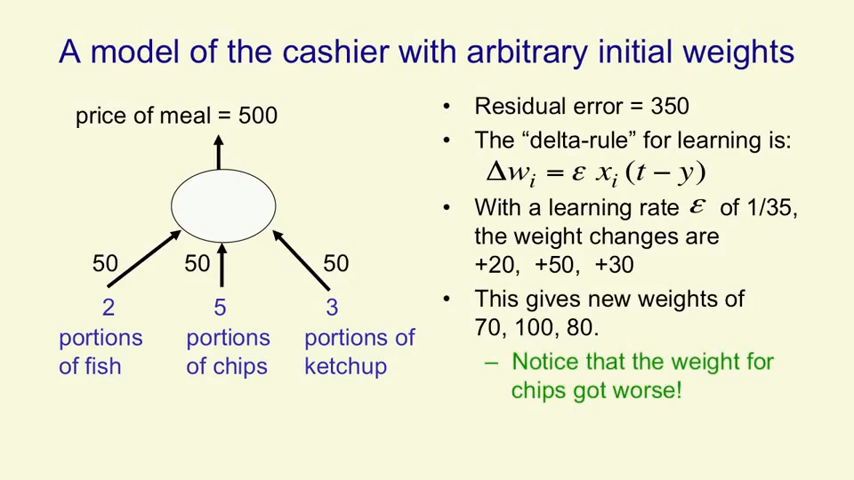 A model of the cashier with arbitrary initial weights
price of meal = 500
50
50
50
2
5
3
portions
of fish
portions
of chips
portions of
ketchup
• Residual error = 350
• The “delta-rule” for learning is:
Δwᵢ = ε xᵢ (t − y)
• With a learning rate ε of 1/35,
the weight changes are
+20, +50, +30
• This gives new weights of
70, 100, 80.
– Notice that the weight for
chips got worse!